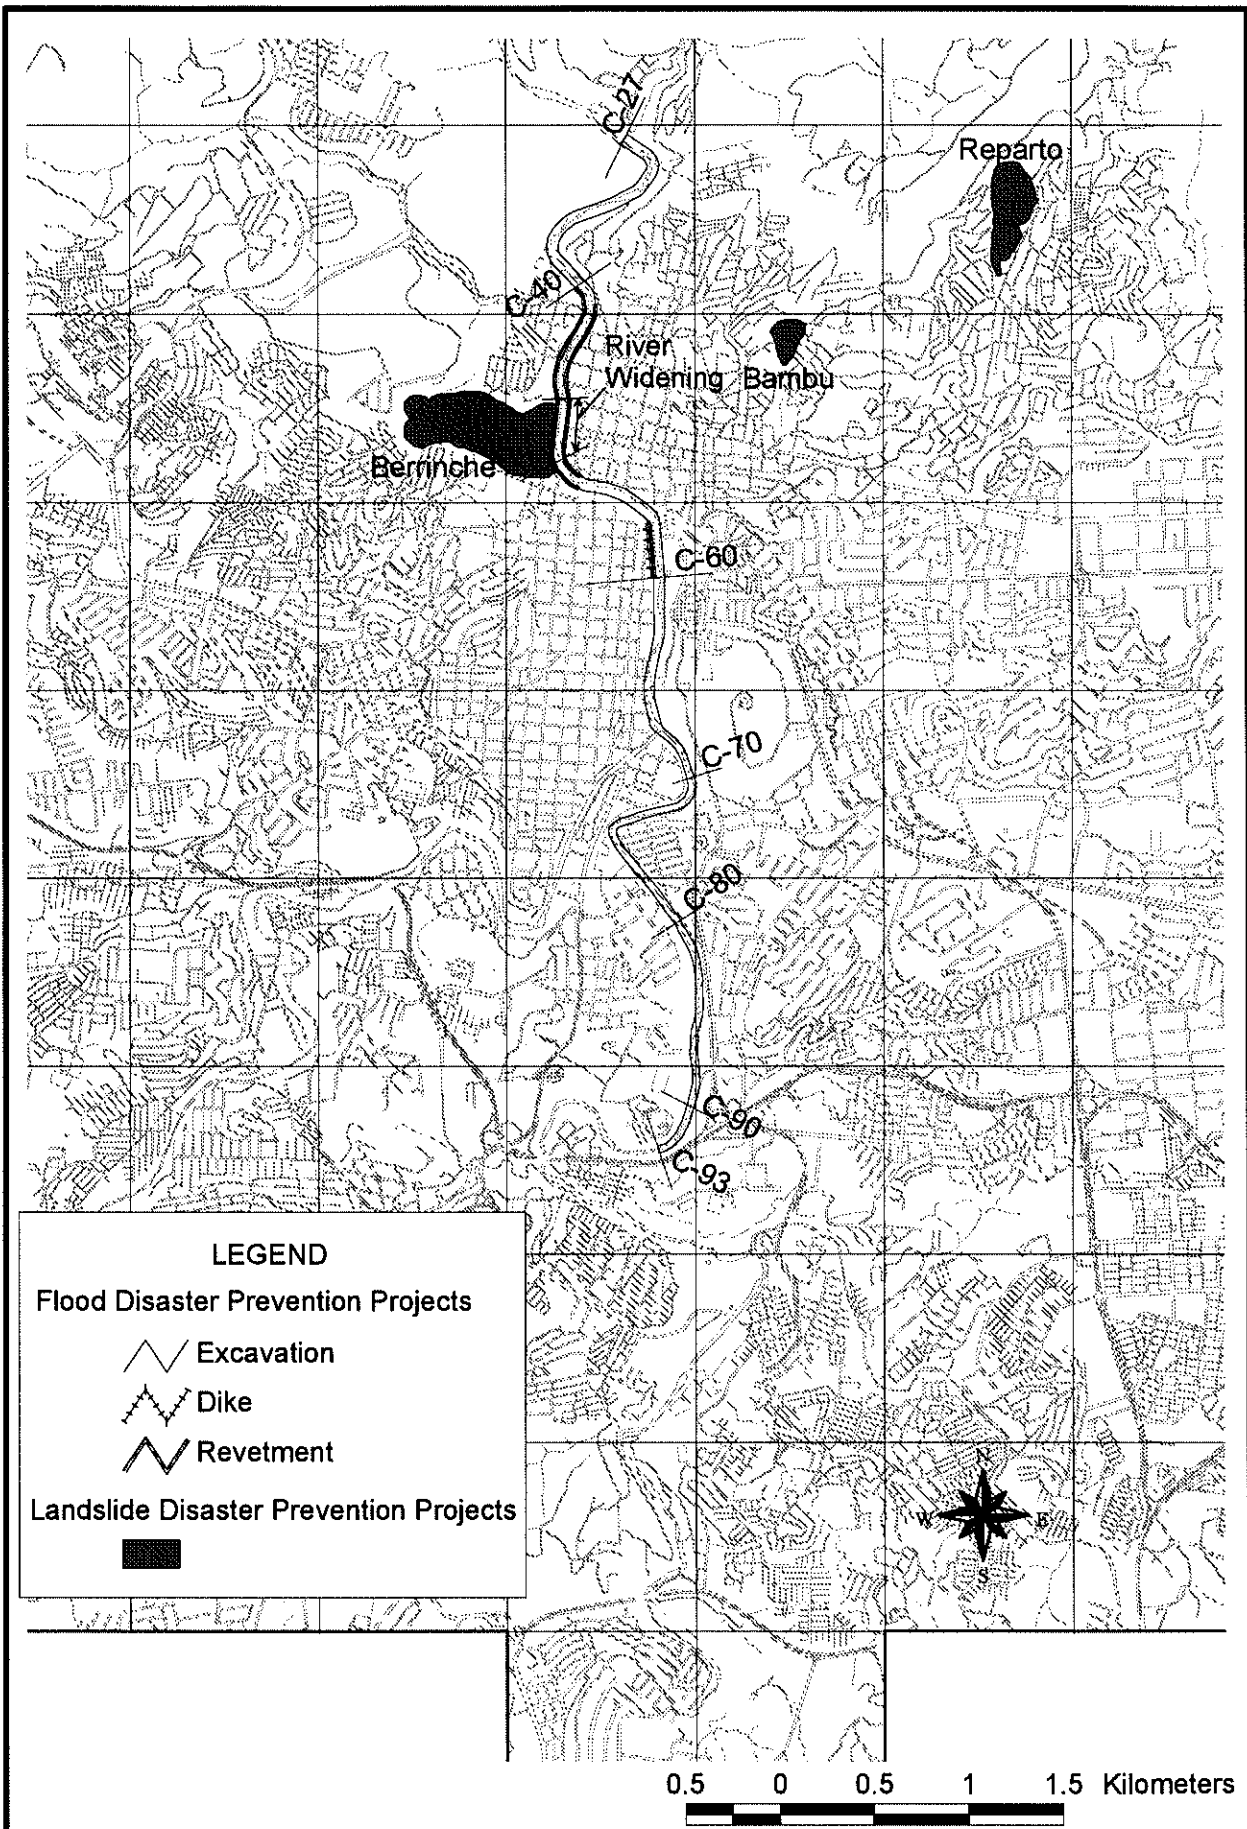 C-27
Reparto
C-40
River
Widening
Bambu
Berrinche
C-60
C-70
C-80
C-90
C-93
LEGEND
Flood Disaster Prevention Projects
Excavation
Dike
Revetment
Landslide Disaster Prevention Projects
N
W
E
S
0.5 0 0.5 1 1.5 Kilometers